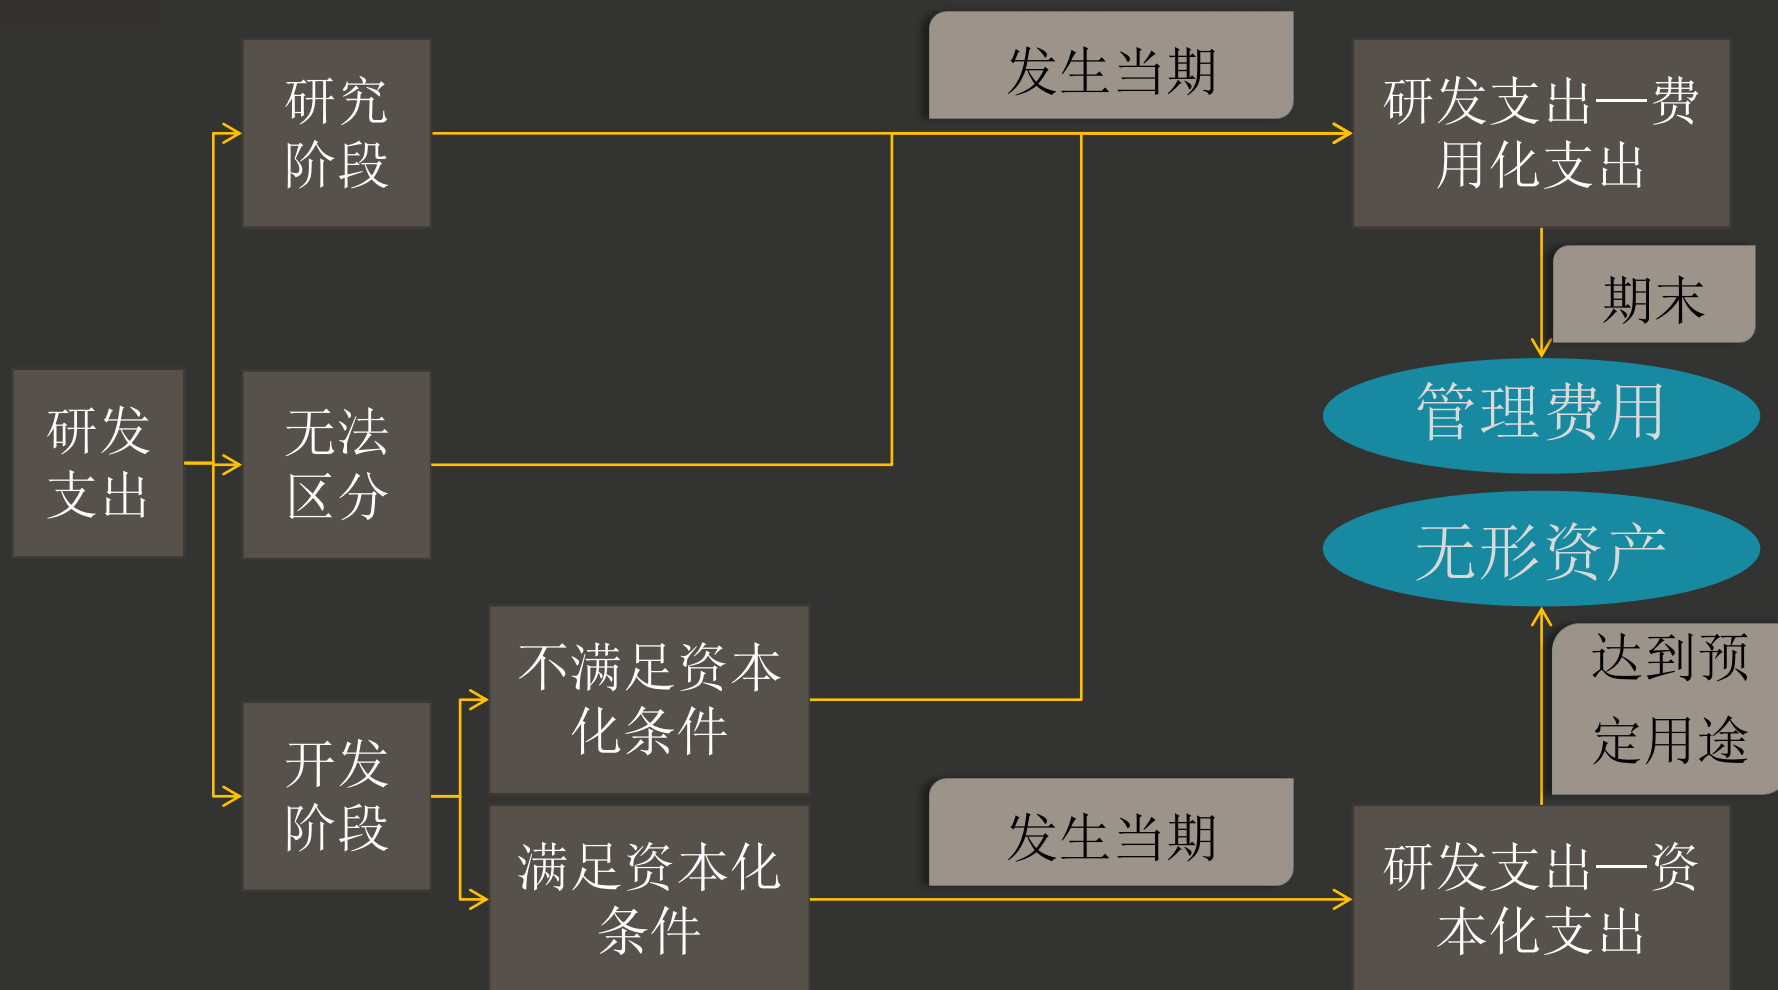 发生当期
研究
阶段
研发支出—费
用化支出
期末
管理费用
研发
支出
无法
区分
无形资产
不满足资本
化条件
达到预
定用途
开发
阶段
发生当期
满足资本化
条件
研发支出—资
本化支出